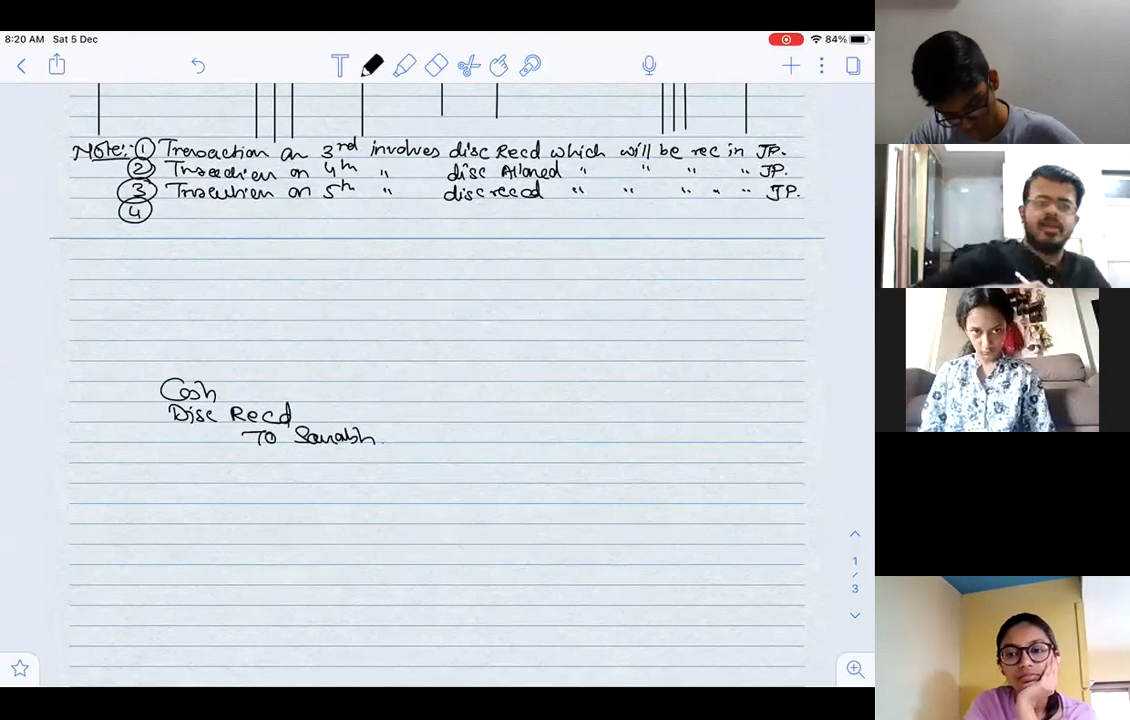 8:20 AM Sat 5 Dec
84%
T
Note:- ① Transaction on 3rd involves disc Recd which will be rec in JP.
② on 4th " disc Allowed " " " " " JP.
③ on 5th " disc recd " " " " " JP.
④
Cash
Disc Recd
To Saurabh.
1
/
3